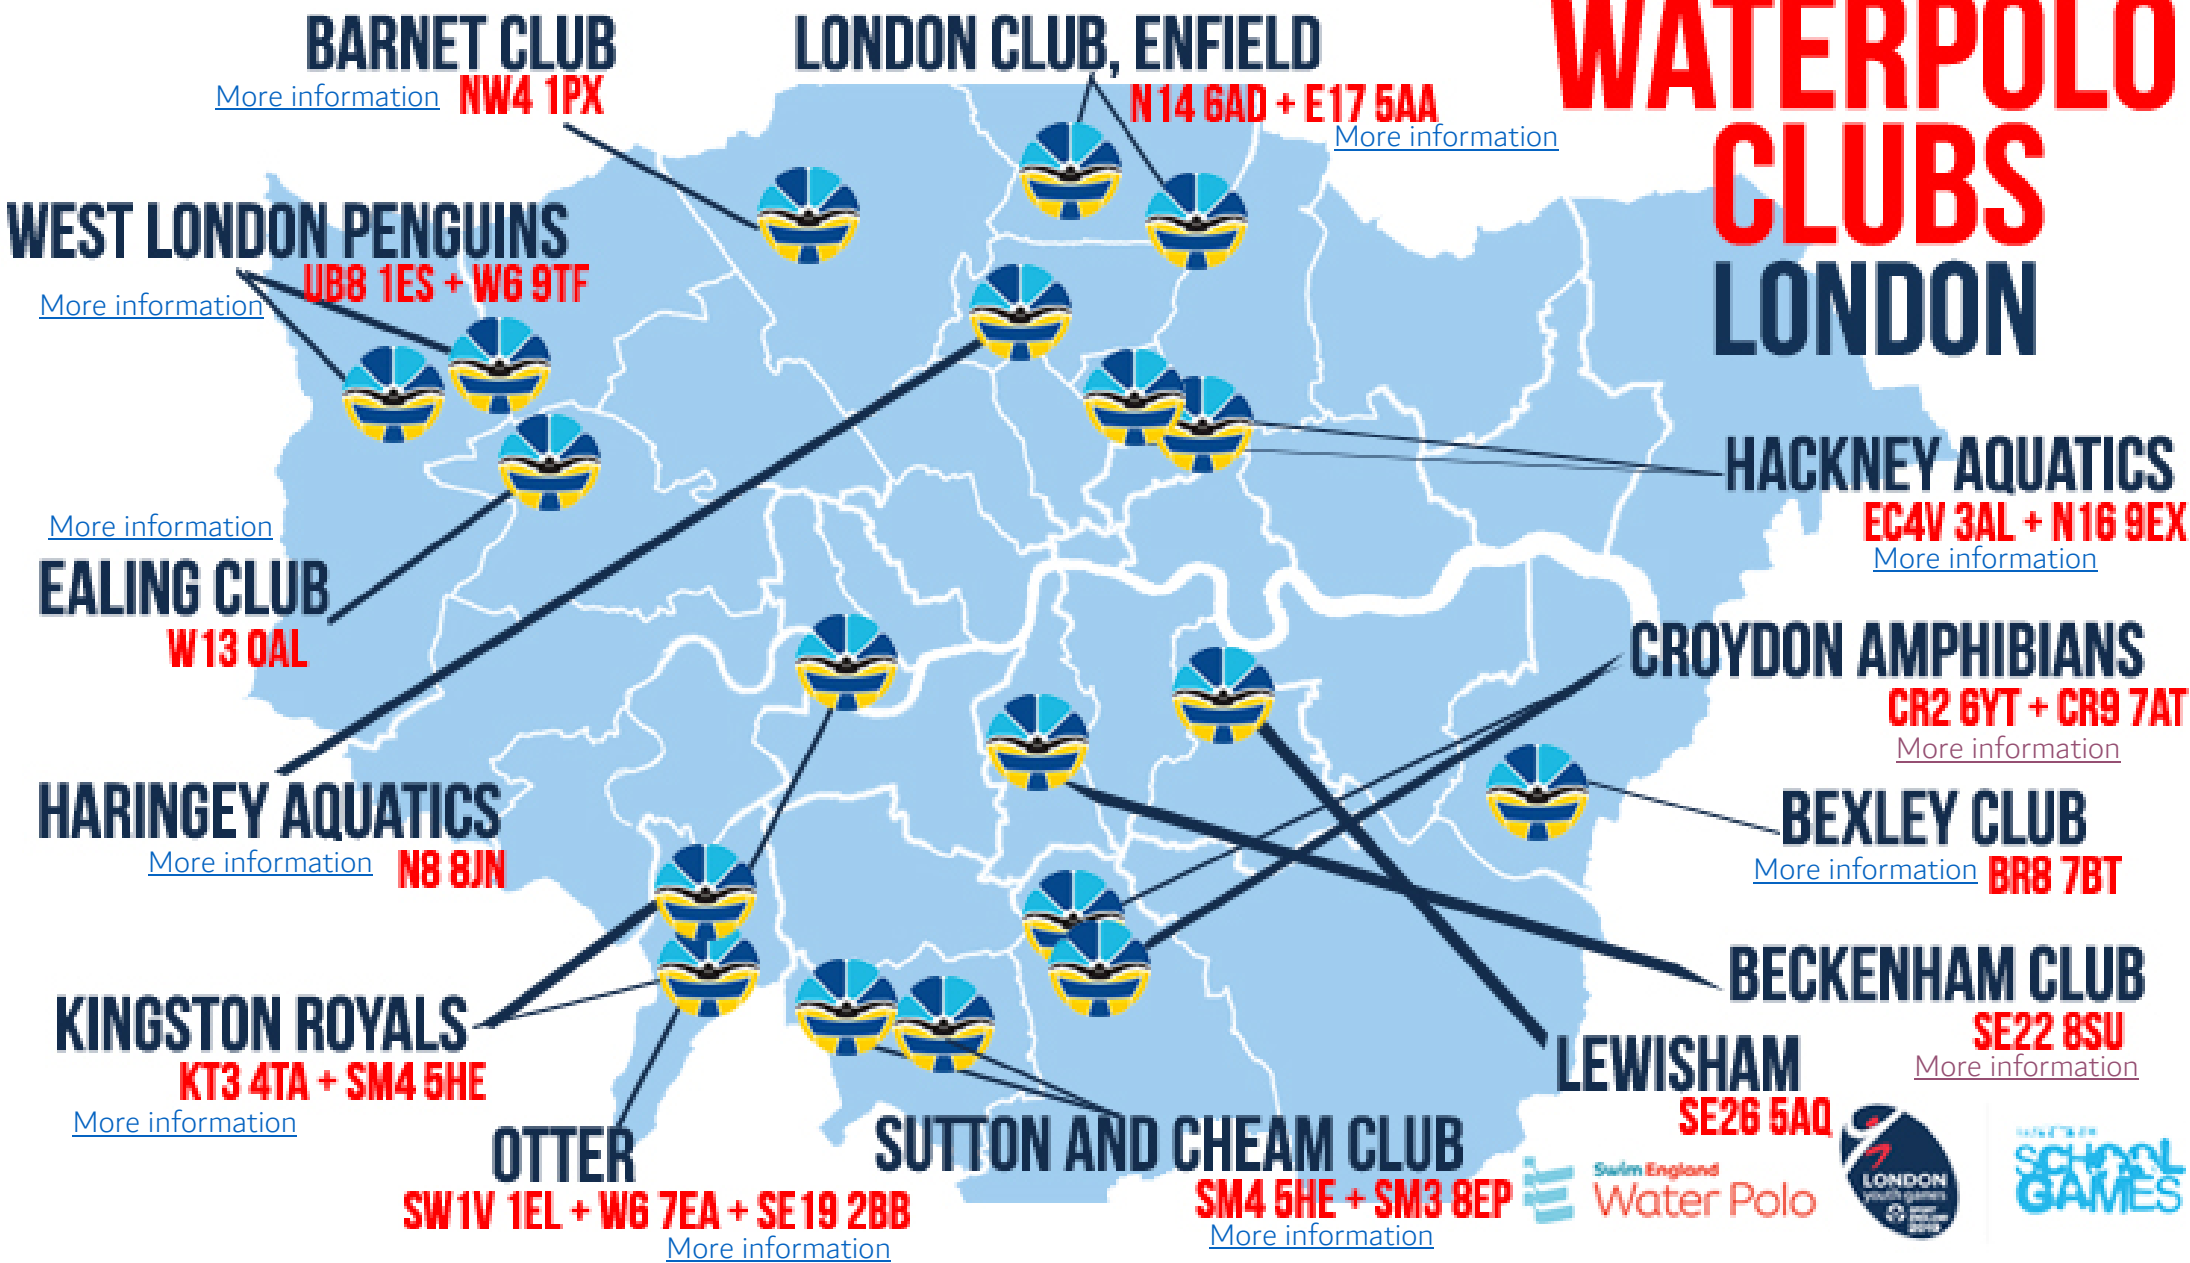 WATERPOLO
CLUBS
LONDON
BARNET CLUB
More information NW4 1PX
LONDON CLUB, ENFIELD
N14 6AD + E17 5AA
More information
WEST LONDON PENGUINS
UB8 1ES + W6 9TF
More information
HACKNEY AQUATICS
EC4V 3AL + N16 9EX
More information
More information
EALING CLUB
W13 0AL
CROYDON AMPHIBIANS
CR2 6YT + CR9 7AT
More information
HARINGEY AQUATICS
More information N8 8JN
BEXLEY CLUB
More information BR8 7BT
BECKENHAM CLUB
SE22 8SU
More information
KINGSTON ROYALS
KT3 4TA + SM4 5HE
More information
LEWISHAM
SE26 5AQ
OTTER
SW1V 1EL + W6 7EA + SE19 2BB
More information
SUTTON AND CHEAM CLUB
SM4 5HE + SM3 8EP
More information
Swim England
Water Polo
LONDON
youth games
SCHOOL
GAMES